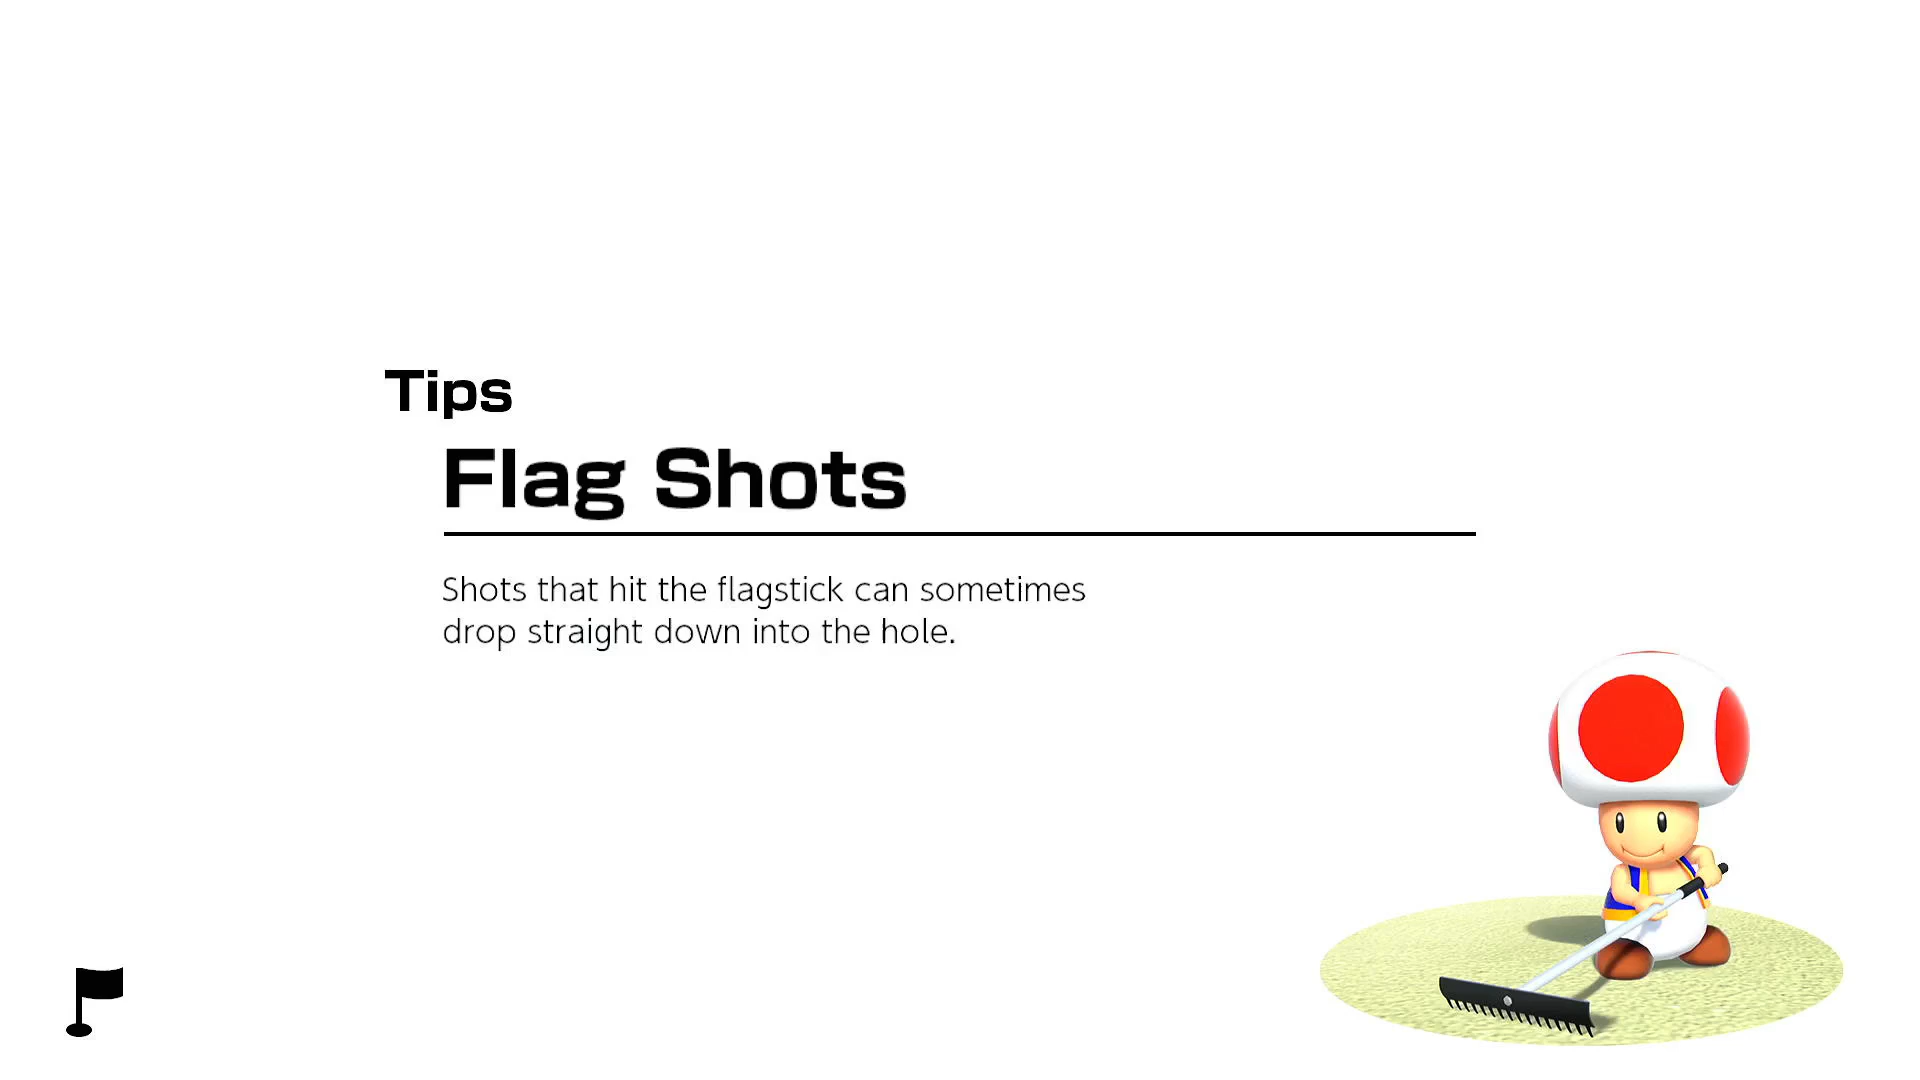 Tips
Flag Shots
Shots that hit the flagstick can sometimes
drop straight down into the hole.